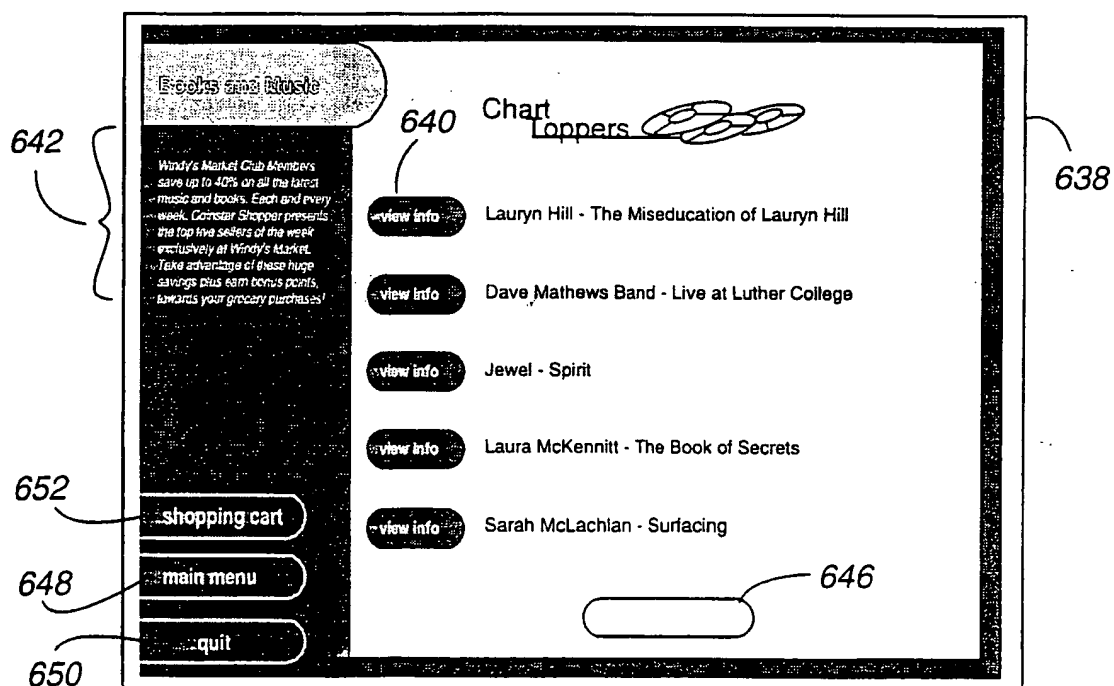 Books and Music
642
Windy's Market Club Members
save up to 40% on all the latest
music and books. Each and every
week. Coinstar Shopper presents
the top five sellers of the week
exclusively at Windy's Market.
Take advantage of these huge
savings plus earn bonus points,
towards your grocery purchases!
652
shopping cart
648
main menu
650
quit
Chart
Toppers
640
638
view info Lauryn Hill - The Miseducation of Lauryn Hill
view info Dave Mathews Band - Live at Luther College
view info Jewel - Spirit
view info Laura McKennitt - The Book of Secrets
view info Sarah McLachlan - Surfacing
646